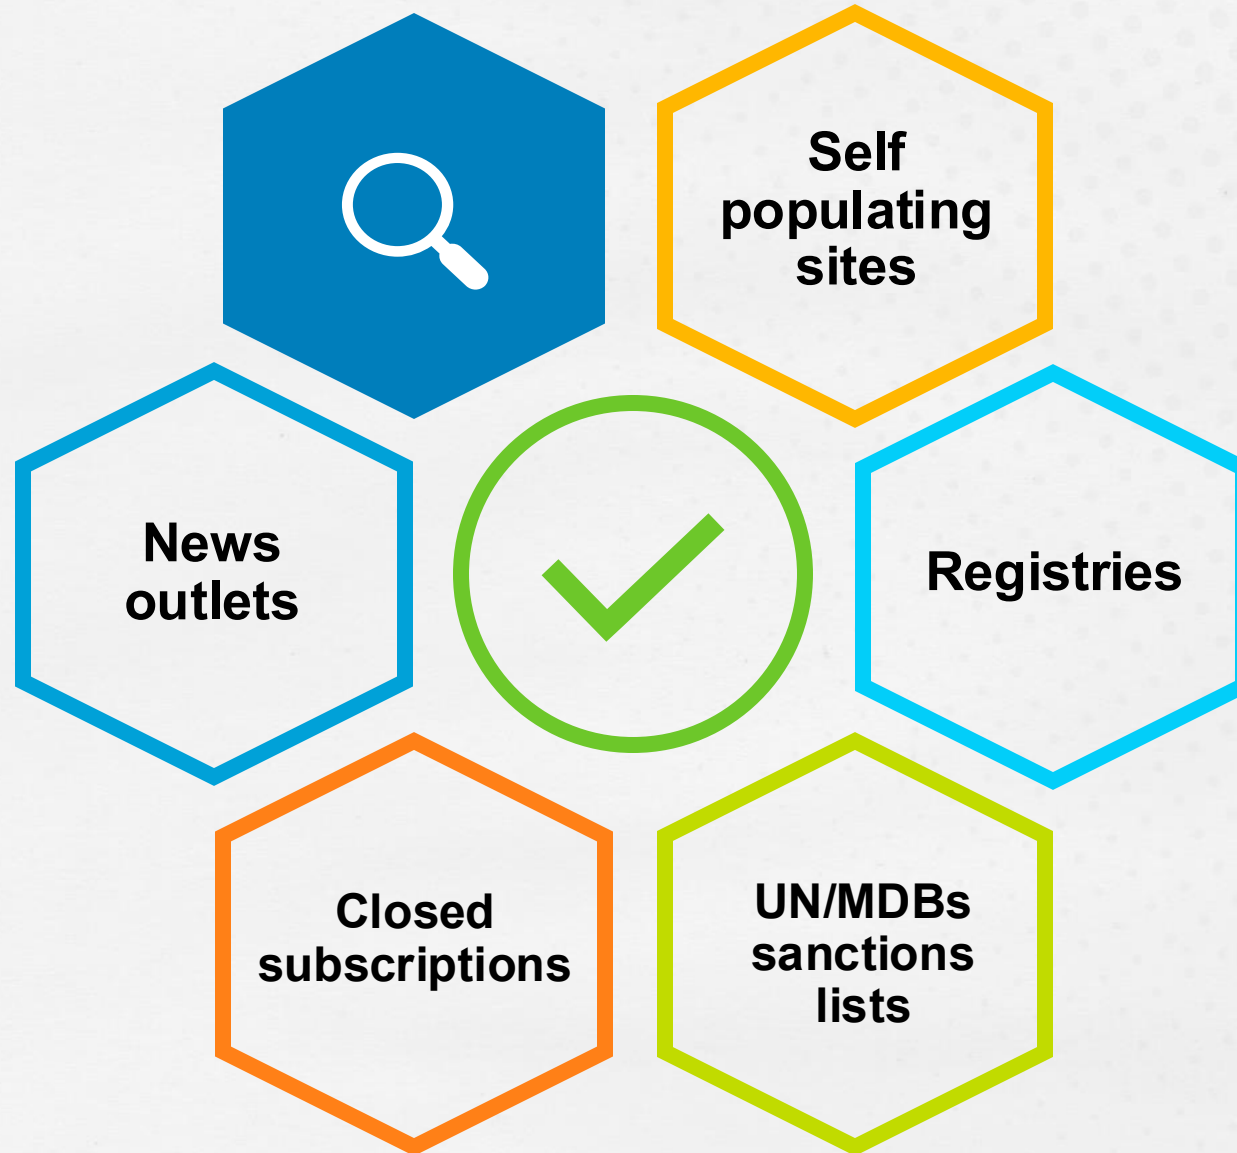 Self
populating
sites
News
outlets
Registries
Closed
subscriptions
UN/MDBs
sanctions
lists